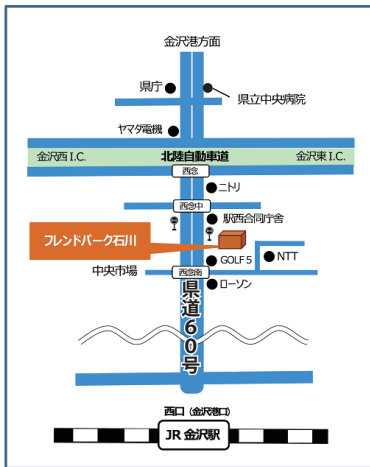 金沢港方面
県庁
県立中央病院
ヤマダ電機
金沢西 I.C.
北陸自動車道
金沢東 I.C.
西念
ニトリ
西念中
駅西合同庁舎
フレンドパーク石川
GOLF5
NTT
中央市場
西念南
ローソン
県道60号
西口（金沢港口）
JR 金沢駅